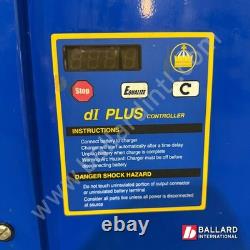 Stop
EQUALIZE
C
dI PLUS CONTROLLER
INSTRUCTIONS
Connect battery to charger
Charger will start automatically after a time delay
Unplug battery when charge is complete
Warning Arc Hazard: Charger must be off before
disconnecting battery
DANGER SHOCK HAZARD
Do not touch uninsulated portion of output connector
or uninsulated battery terminal
Consider all parts live unless all power is disconnected
at source
BALLARD
INTERNATIONAL